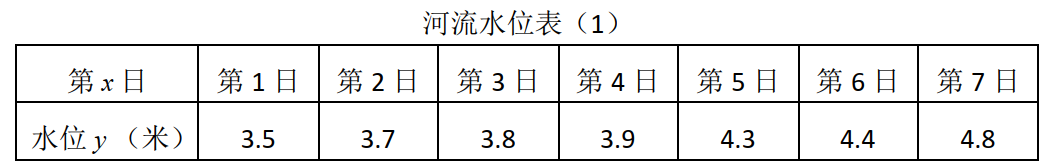 河流水位表（1）
第 x 日 第 1 日 第 2 日 第 3 日 第 4 日 第 5 日 第 6 日 第 7 日
水位 y （米） 3.5 3.7 3.8 3.9 4.3 4.4 4.8